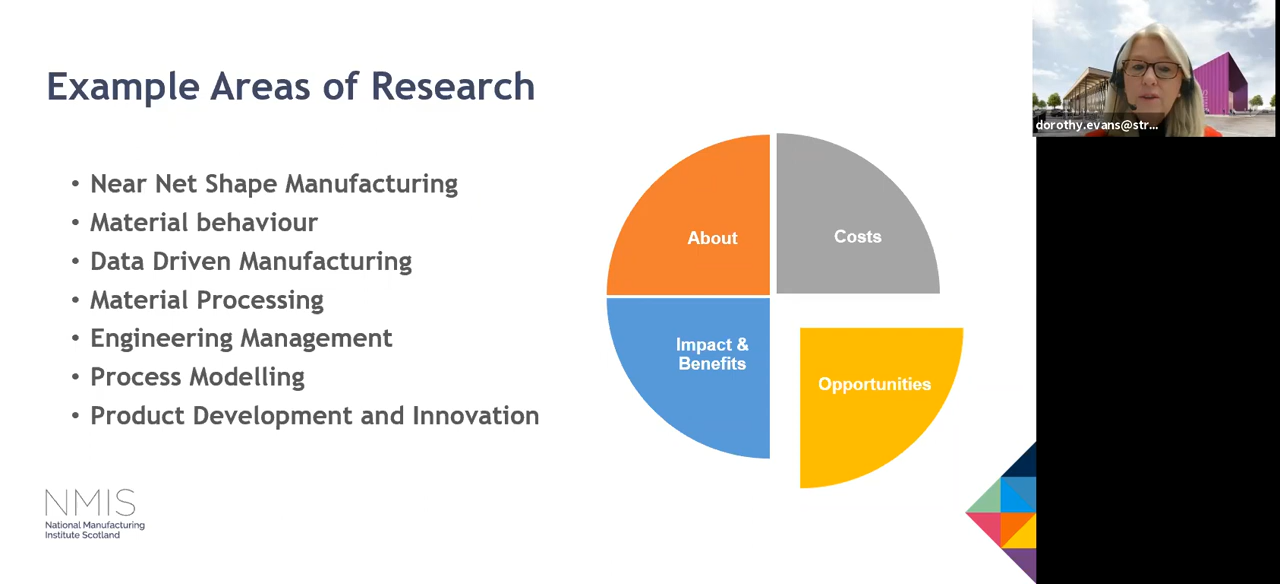 Example Areas of Research
• Near Net Shape Manufacturing
• Material behaviour
• Data Driven Manufacturing
• Material Processing
• Engineering Management
• Process Modelling
• Product Development and Innovation
About
Costs
Impact &
Benefits
Opportunities
NMIS
National Manufacturing
Institute Scotland
NMIS
dorothy.evans@str...